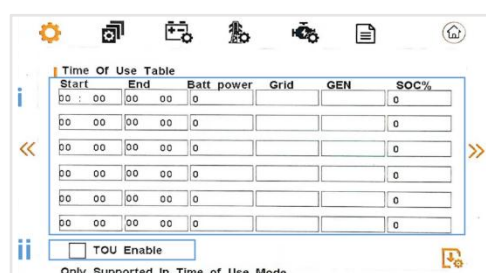 Time Of Use Table
Start End Batt power Grid GEN SOC%
i
00 : 00 00 00 0 0
00 00 00 00 0 0
00 00 00 00 0 0
00 00 00 00 0 0
00 00 00 00 0 0
00 00 00 00 0 0
ii
TOU Enable
Only Supported In Time of Use Mode